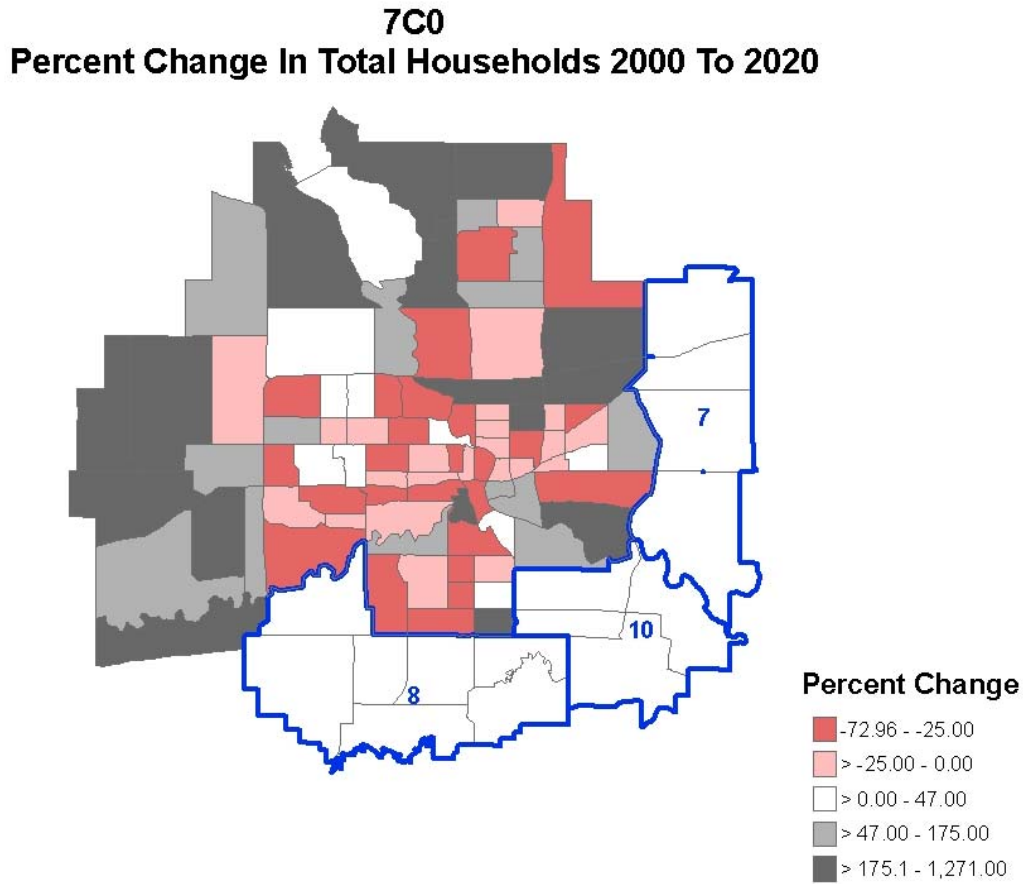 7C0
Percent Change In Total Households 2000 To 2020
7
10
8
Percent Change
-72.96 - -25.00
> -25.00 - 0.00
> 0.00 - 47.00
> 47.00 - 175.00
> 175.1 - 1,271.00